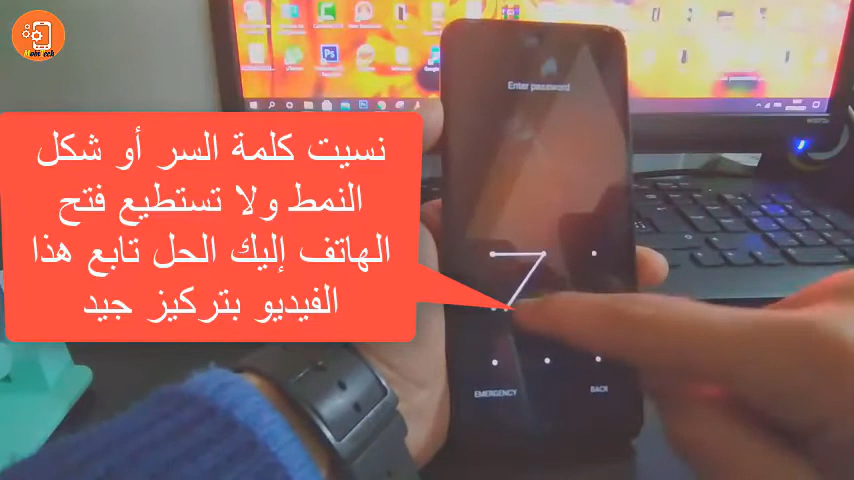 Enter password
نسيت كلمة السر أو شكل
النمط ولا تستطيع فتح
الهاتف إليك الحل تابع هذا
الفيديو بتركيز جيد
EMERGENCY
BACK